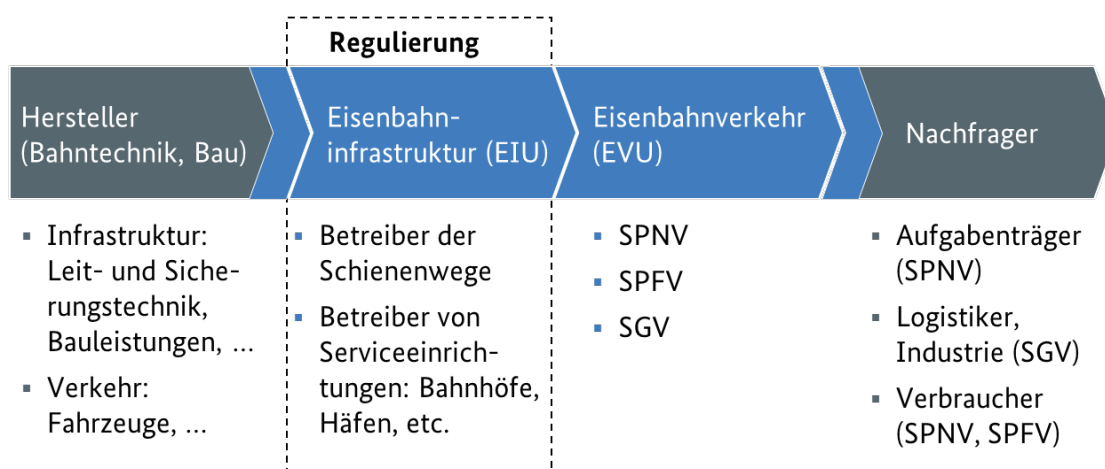 Regulierung
Hersteller
(Bahntechnik, Bau)
Eisenbahn-
infrastruktur (EIU)
Eisenbahnverkehr
(EVU)
Nachfrager
▪ Infrastruktur:
Leit- und Siche-
rungstechnik,
Bauleistungen, …
▪ Verkehr:
Fahrzeuge, …
▪ Betreiber der
Schienenwege
▪ Betreiber von
Serviceeinrich-
tungen: Bahnhöfe,
Häfen, etc.
▪ SPNV
▪ SPFV
▪ SGV
▪ Aufgabenträger
(SPNV)
▪ Logistiker,
Industrie (SGV)
▪ Verbraucher
(SPNV, SPFV)